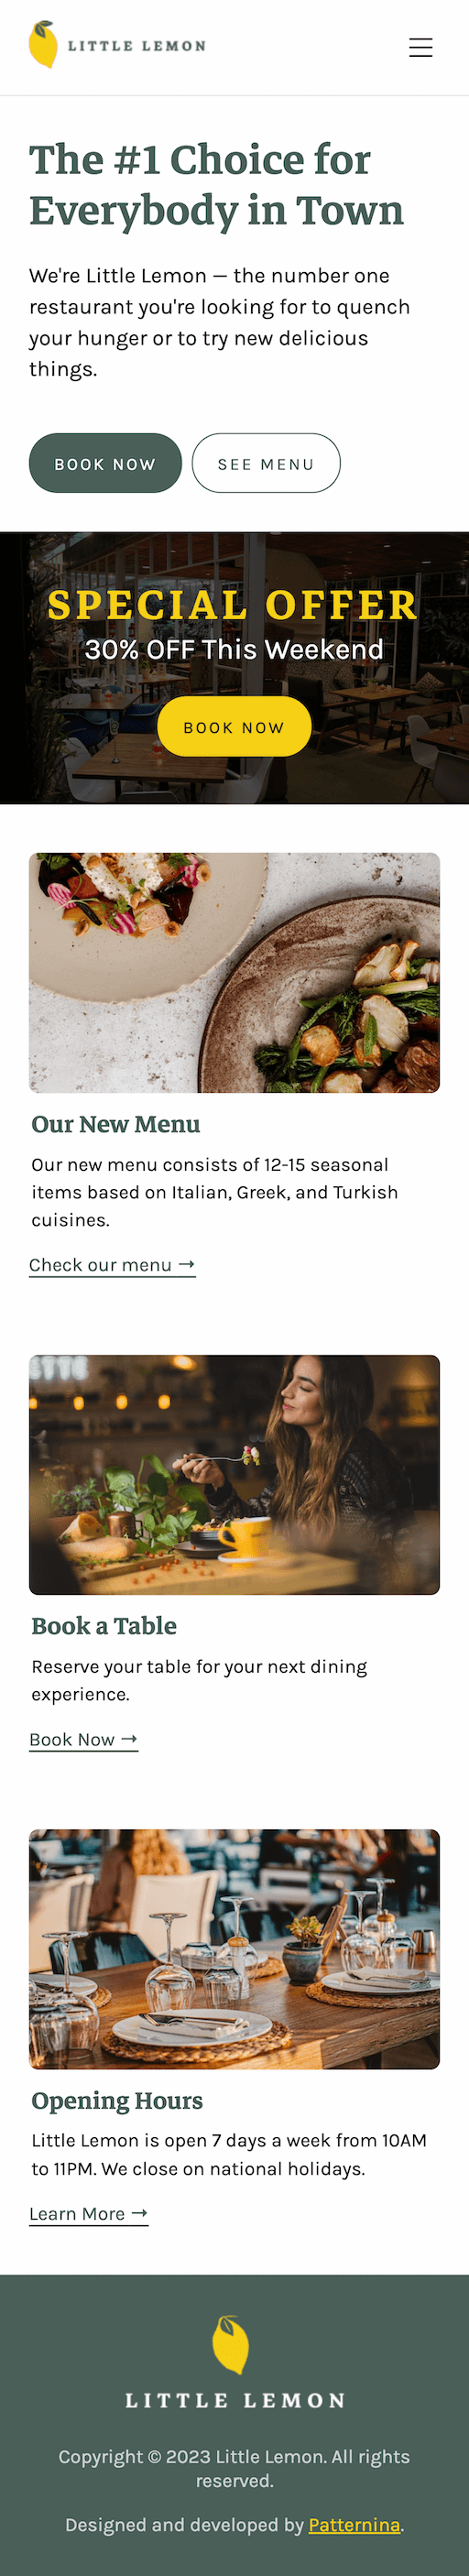 LITTLE LEMON
The #1 Choice for
Everybody in Town
We're Little Lemon — the number one
restaurant you're looking for to quench
your hunger or to try new delicious
things.
BOOK NOW
SEE MENU
SPECIAL OFFER
30% OFF This Weekend
BOOK NOW
Our New Menu
Our new menu consists of 12-15 seasonal
items based on Italian, Greek, and Turkish
cuisines.
Check our menu →
Book a Table
Reserve your table for your next dining
experience.
Book Now →
Opening Hours
Little Lemon is open 7 days a week from 10AM
to 11PM. We close on national holidays.
Learn More →
LITTLE LEMON
Copyright © 2023 Little Lemon. All rights
reserved.
Designed and developed by Patternina.